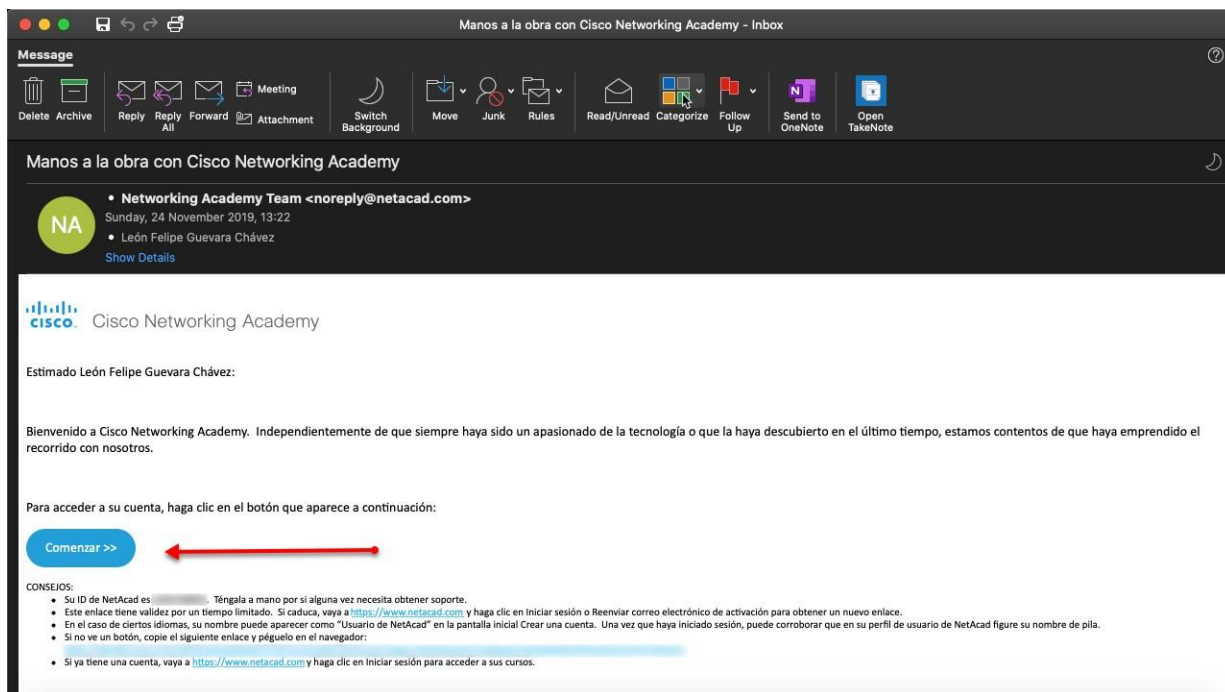 Manos a la obra con Cisco Networking Academy - Inbox
Message
Delete Archive Reply Reply All Forward Meeting Attachment Switch Background Move Junk Rules Read/Unread Categorize Follow Up Send to OneNote Open TakeNote
Manos a la obra con Cisco Networking Academy
NA
• Networking Academy Team <noreply@netacad.com>
Sunday, 24 November 2019, 13:22
• León Felipe Guevara Chávez
Show Details
CISCO. Cisco Networking Academy
Estimado León Felipe Guevara Chávez:
Bienvenido a Cisco Networking Academy. Independientemente de que siempre haya sido un apasionado de la tecnología o que la haya descubierto en el último tiempo, estamos contentos de que haya emprendido el
recorrido con nosotros.
Para acceder a su cuenta, haga clic en el botón que aparece a continuación:
Comenzar >>
CONSEJOS:
• Su ID de NetAcad es . Téngala a mano por si alguna vez necesita obtener soporte.
• Este enlace tiene validez por un tiempo limitado. Si caduca, vaya a https://www.netacad.com y haga clic en Iniciar sesión o Reenviar correo electrónico de activación para obtener un nuevo enlace.
• En el caso de ciertos idiomas, su nombre puede aparecer como "Usuario de NetAcad" en la pantalla inicial Crear una cuenta. Una vez que haya iniciado sesión, puede corroborar que en su perfil de usuario de NetAcad figure su nombre de pila.
• Si no ve un botón, copie el siguiente enlace y péguelo en el navegador:
• Si ya tiene una cuenta, vaya a https://www.netacad.com y haga clic en Iniciar sesión para acceder a sus cursos.